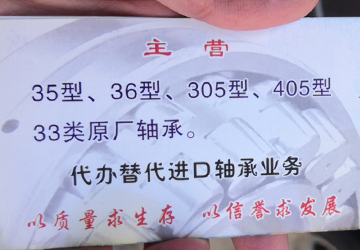 主营
35型、36型、305型、405型
33类原厂轴承。
代办替代进口轴承业务
以质量求生存 以信誉求发展